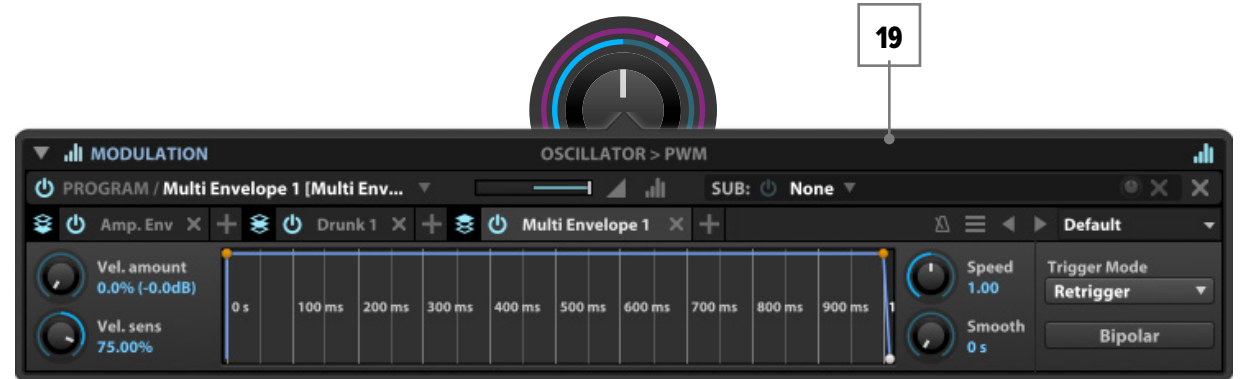 19
MODULATION OSCILLATOR > PWM
PROGRAM / Multi Envelope 1 [Multi Env... SUB: None
Amp. Env Drunk 1 Multi Envelope 1 Default
Vel. amount
0.0% (-0.0dB)
Vel. sens
75.00%
0 s 100 ms 200 ms 300 ms 400 ms 500 ms 600 ms 700 ms 800 ms 900 ms 1
Speed
1.00
Smooth
0 s
Trigger Mode
Retrigger
Bipolar